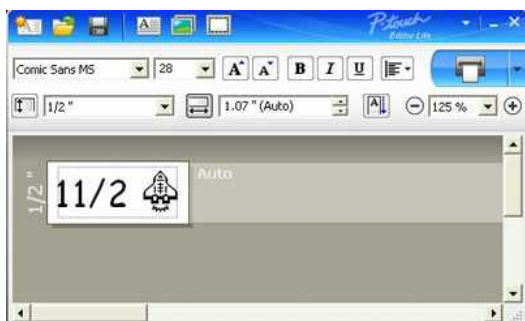 P-touch
Editor Lite
Comic Sans MS 28 A A B I U
1/2 " 1.07 " (Auto) A 125 %
1/2 "
11/2
Auto